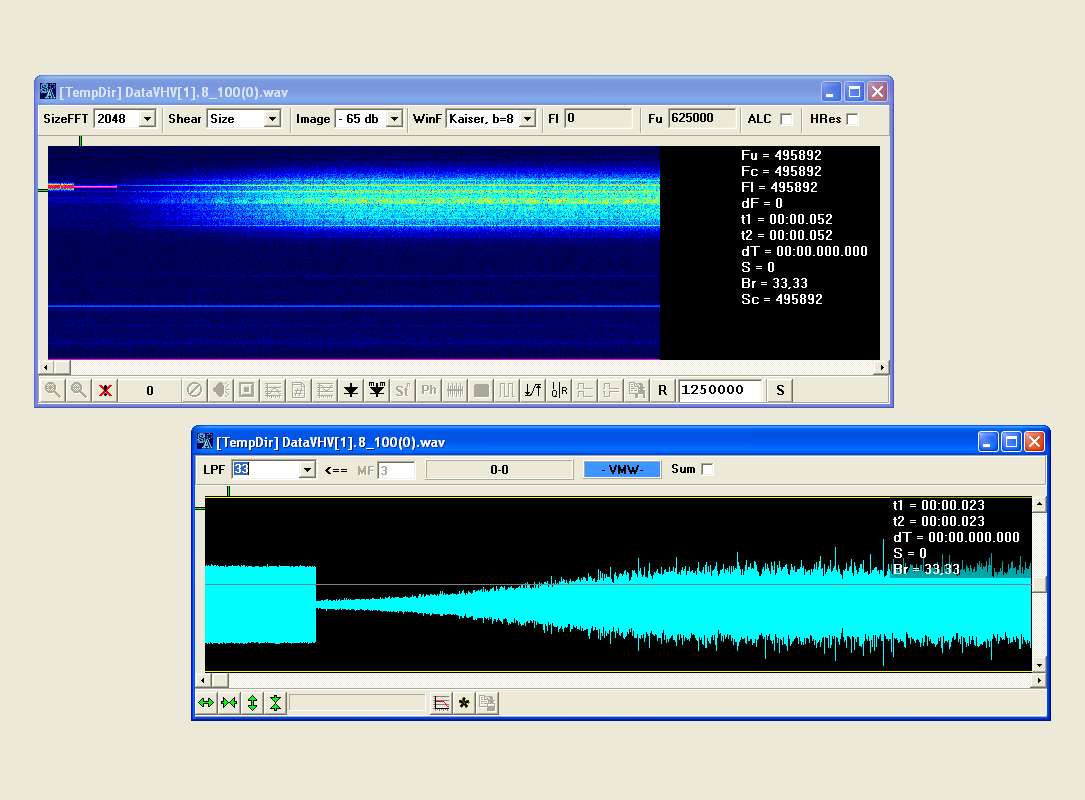 [TempDir] DataVHV[1].8_100(0).wav
SizeFFT 2048 Shear Size Image - 65 db WinF Kaiser, b=8 Fl 0 Fu 625000 ALC HRes
Fu = 495892
Fc = 495892
Fl = 495892
dF = 0
t1 = 00:00.052
t2 = 00:00.052
dT = 00:00.000.000
S = 0
Br = 33,33
Sc = 495892
0 Sf Ph R 1250000 S
[TempDir] DataVHV[1].8_100(0).wav
LPF 33 <== MF 3 0-0 - VMW- Sum
t1 = 00:00.023
t2 = 00:00.023
dT = 00:00.000.000
S = 0
Br = 33,33